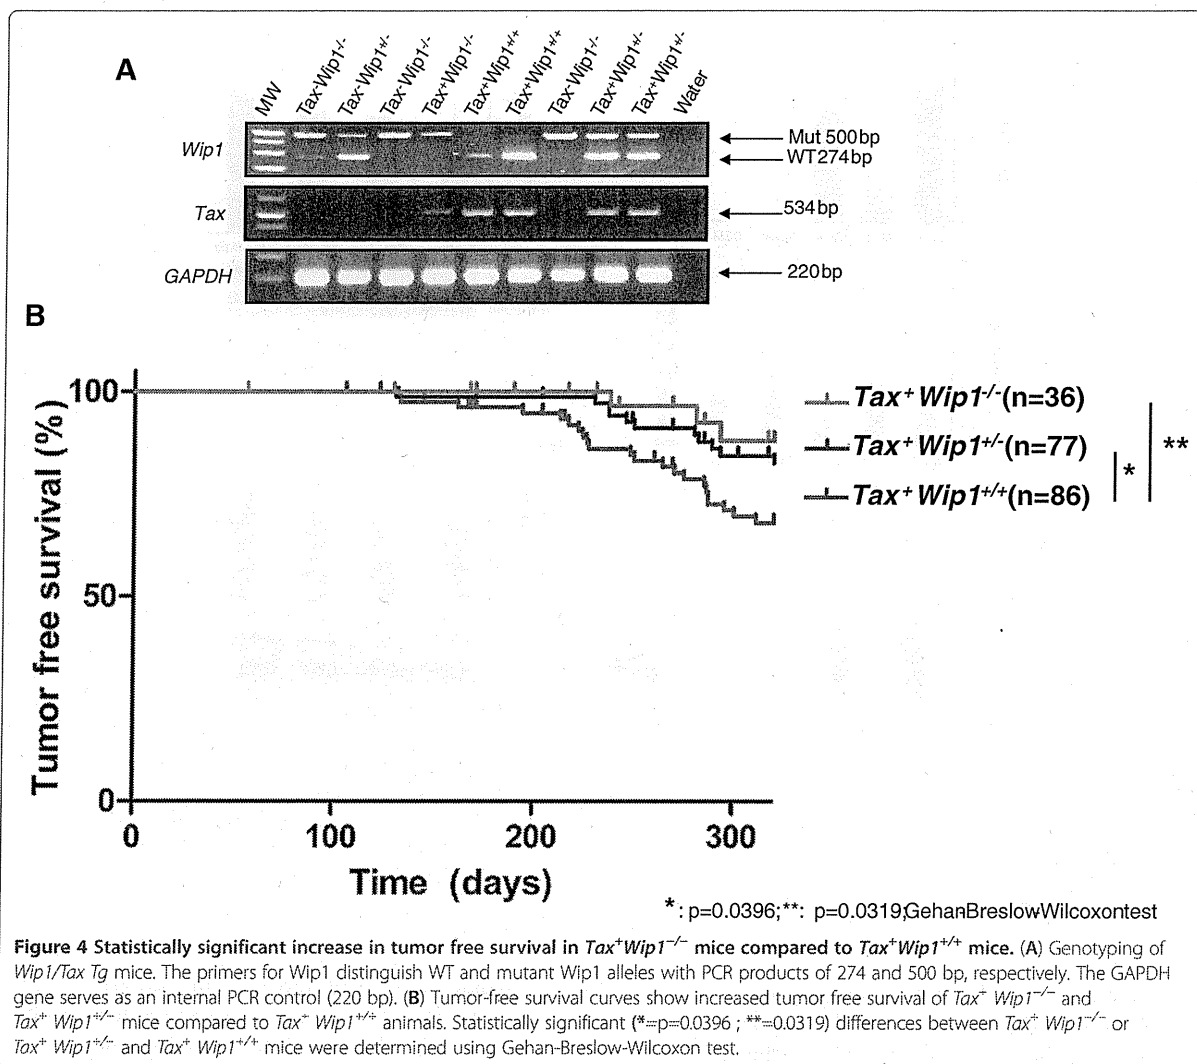 A
MW
Tax-Wip1-/-
Tax-Wip1+/-
Tax-Wip1-/-
Tax+Wip1-/-
Tax+Wip1+/+
Tax+Wip1+/+
Tax-Wip1-/-
Tax+Wip1+/-
Tax+Wip1+/-
Water
Wip1
Mut 500bp
WT274bp
Tax
534bp
GAPDH
220bp
B
Tumor free survival (%)
100
50
0
0 100 200 300
Time (days)
Tax+Wip1-/-(n=36)
Tax+Wip1+/-(n=77)
Tax+Wip1+/+(n=86)
*
**
*: p=0.0396;**: p=0.0319;Gehan-Breslow-Wilcoxontest
Figure 4 Statistically significant increase in tumor free survival in Tax+Wip1−/− mice compared to Tax+Wip1+/+ mice. (A) Genotyping of
Wip1/Tax Tg mice. The primers for Wip1 distinguish WT and mutant Wip1 alleles with PCR products of 274 and 500 bp, respectively. The GAPDH
gene serves as an internal PCR control (220 bp). (B) Tumor-free survival curves show increased tumor free survival of Tax+ Wip1−/− and
Tax+ Wip1+/− mice compared to Tax+ Wip1+/+ animals. Statistically significant (*=p=0.0396 ; **=0.0319) differences between Tax+ Wip1−/− or
Tax+ Wip1+/− and Tax+ Wip1+/+ mice were determined using Gehan-Breslow-Wilcoxon test.